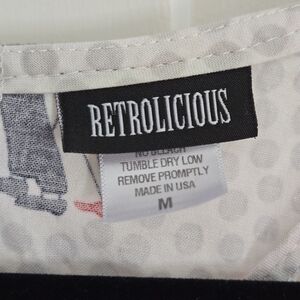 RETROLICIOUS
NO BLEACH
TUMBLE DRY LOW
REMOVE PROMPTLY
MADE IN USA
M